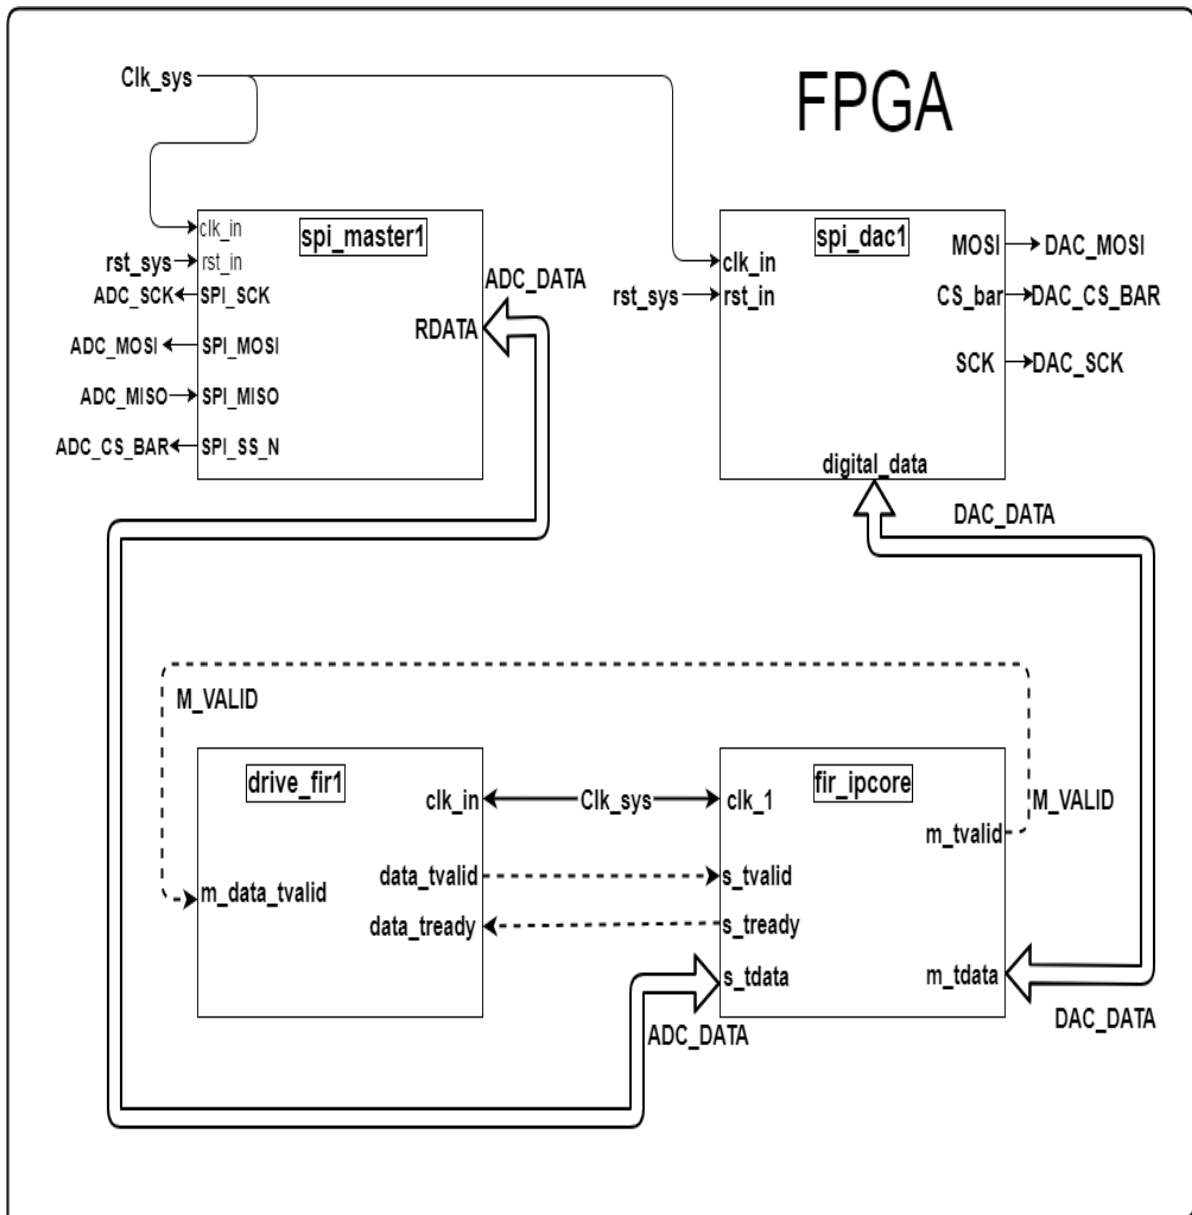 Clk_sys
FPGA
spi_master1
clk_in
rst_sys
rst_in
ADC_SCK
SPI_SCK
ADC_MOSI
SPI_MOSI
ADC_MISO
SPI_MISO
ADC_CS_BAR
SPI_SS_N
RDATA
ADC_DATA
spi_dac1
clk_in
rst_sys
rst_in
MOSI
DAC_MOSI
CS_bar
DAC_CS_BAR
SCK
DAC_SCK
digital_data
DAC_DATA
M_VALID
drive_fir1
clk_in
Clk_sys
m_data_tvalid
data_tvalid
data_tready
fir_ipcore
clk_1
m_tvalid
M_VALID
s_tvalid
s_tready
s_tdata
m_tdata
ADC_DATA
DAC_DATA